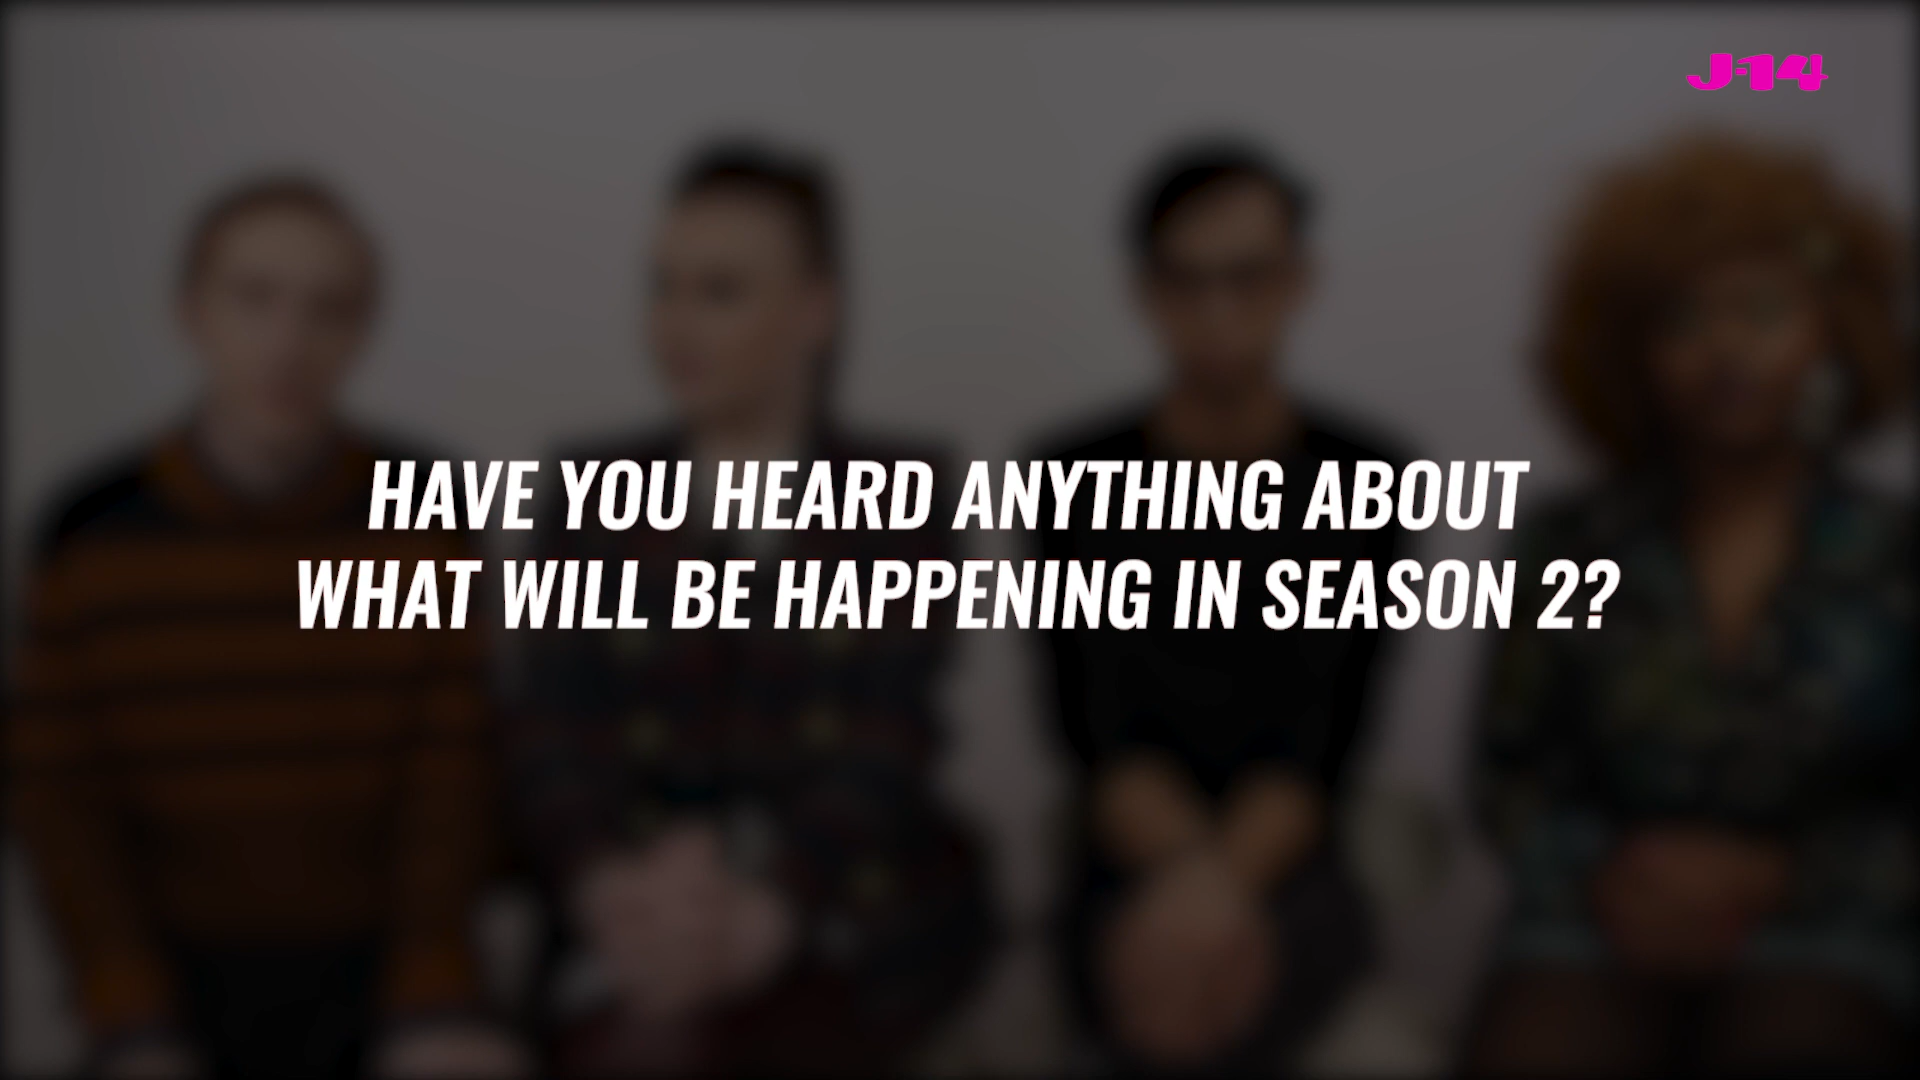 J-14
HAVE YOU HEARD ANYTHING ABOUT
WHAT WILL BE HAPPENING IN SEASON 2?